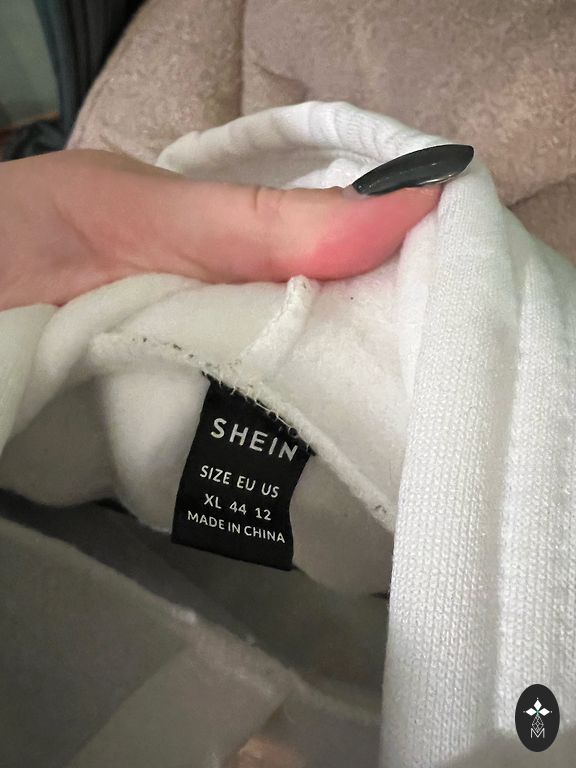 SHEIN
SIZE EU US
XL 44 12
MADE IN CHINA